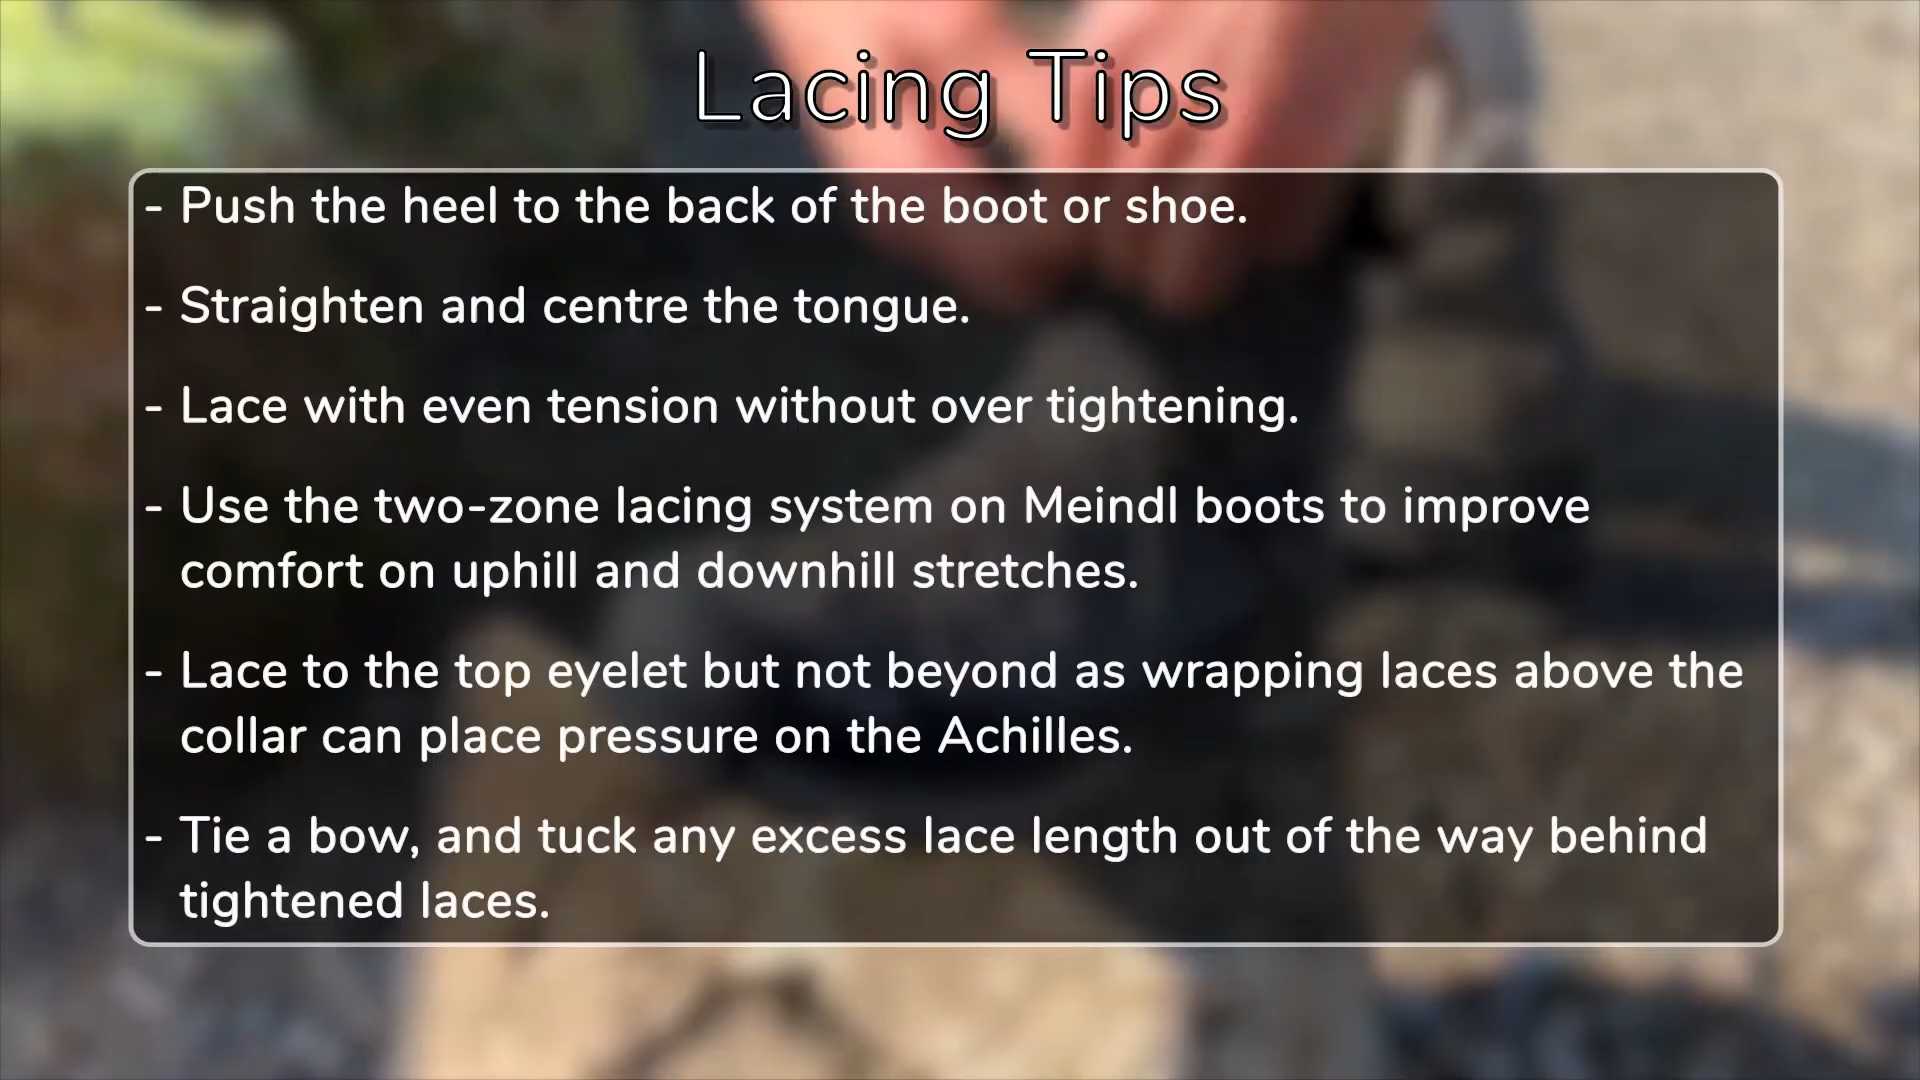 Lacing Tips
- Push the heel to the back of the boot or shoe.
- Straighten and centre the tongue.
- Lace with even tension without over tightening.
- Use the two-zone lacing system on Meindl boots to improve
comfort on uphill and downhill stretches.
- Lace to the top eyelet but not beyond as wrapping laces above the
collar can place pressure on the Achilles.
- Tie a bow, and tuck any excess lace length out of the way behind
tightened laces.